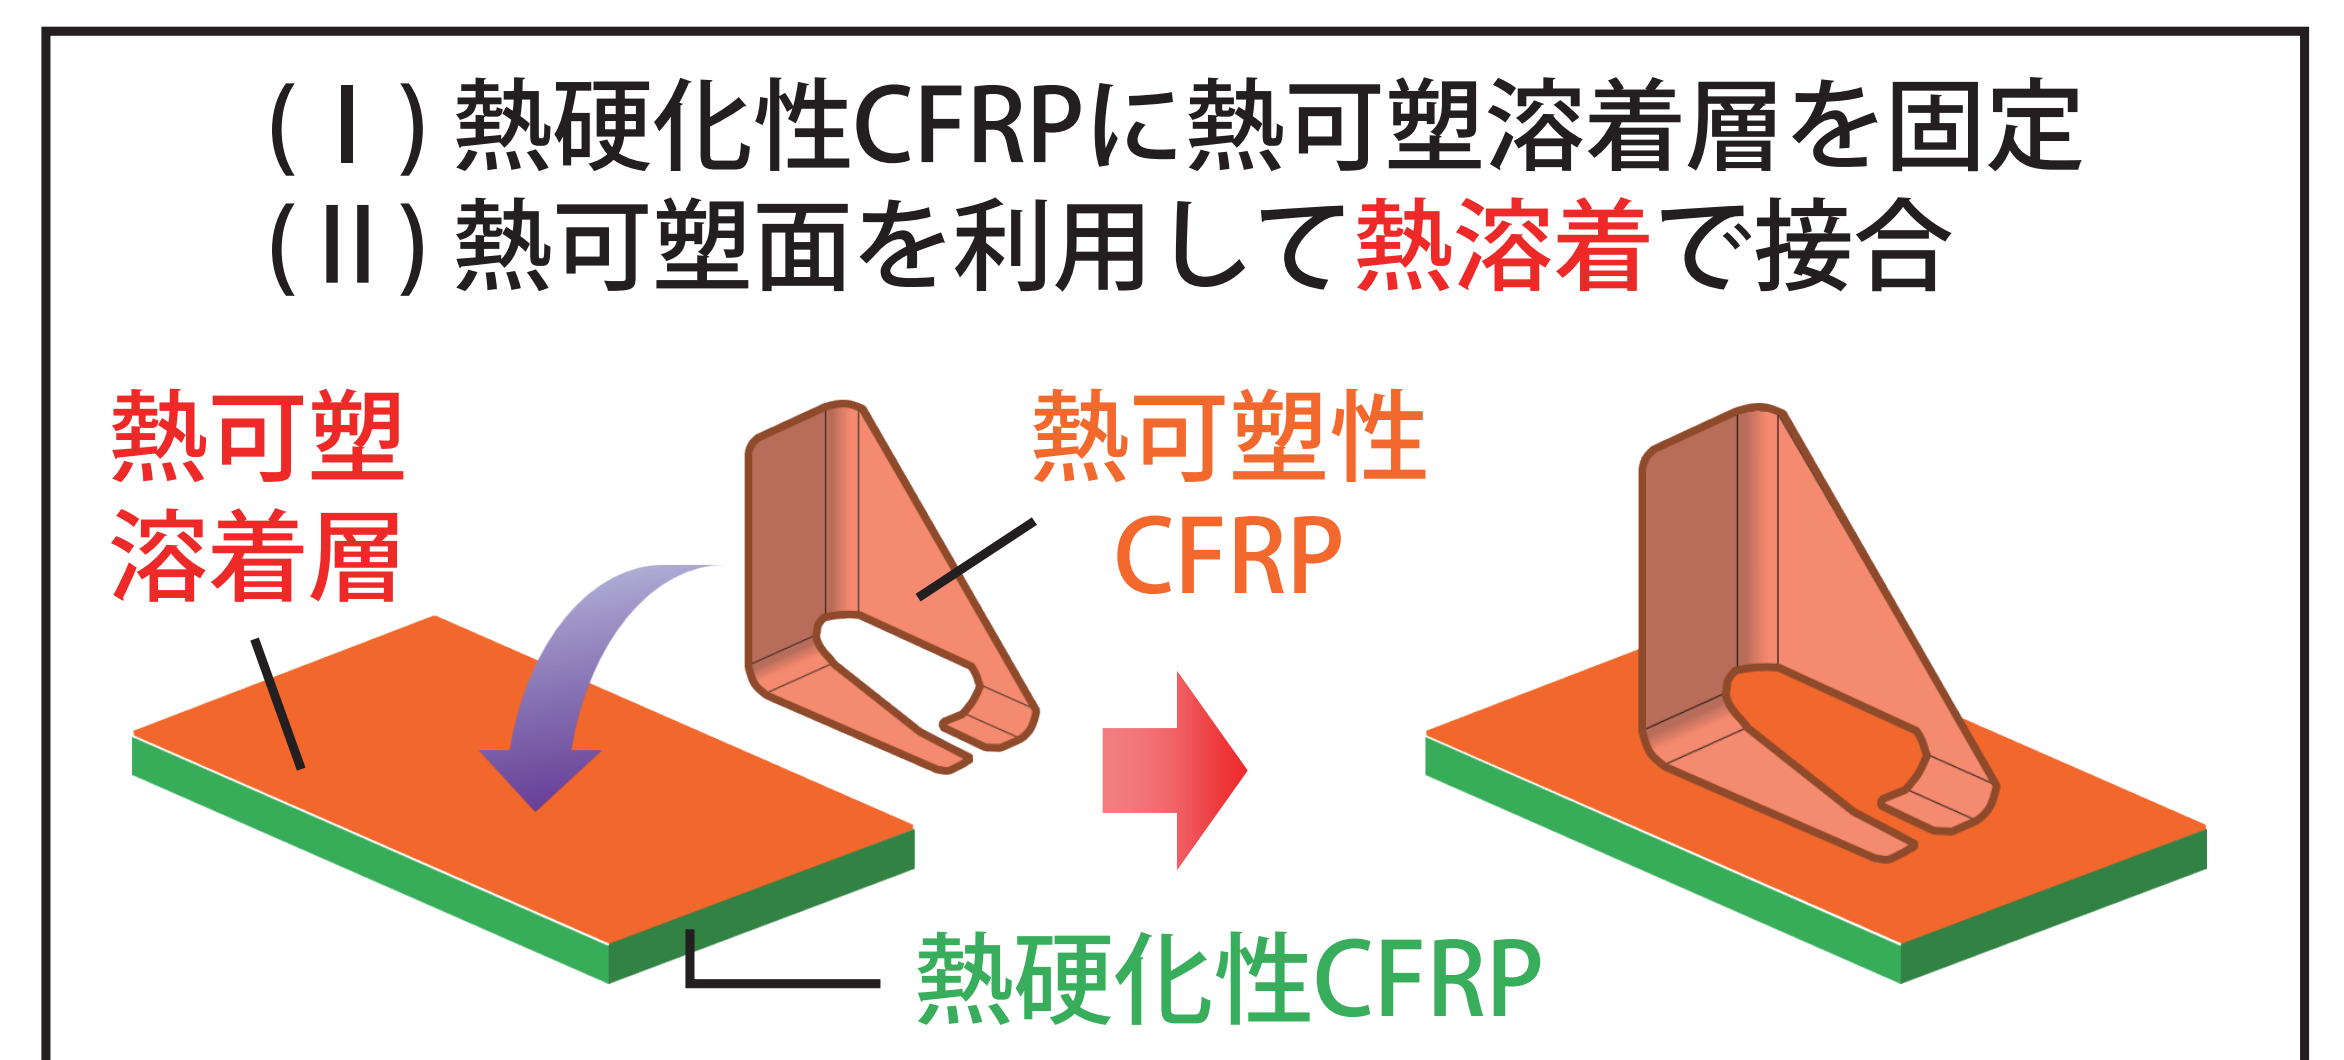 (Ⅰ)熱硬化性CFRPに熱可塑溶着層を固定
(Ⅱ)熱可塑面を利用して熱溶着で接合
熱可塑
溶着層
熱可塑性
CFRP
熱硬化性CFRP